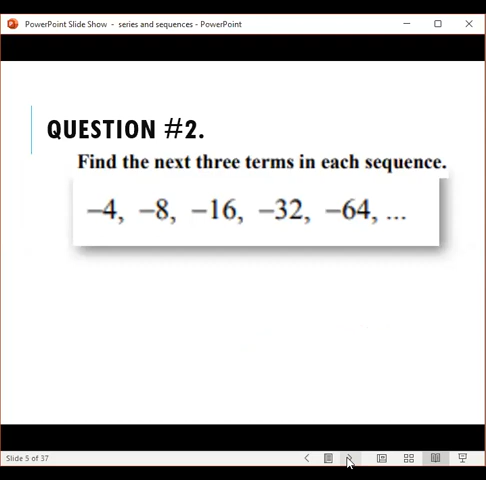 PowerPoint Slide Show - series and sequences - PowerPoint
QUESTION #2.
Find the next three terms in each sequence.
−4, −8, −16, −32, −64, ...
Slide 5 of 37